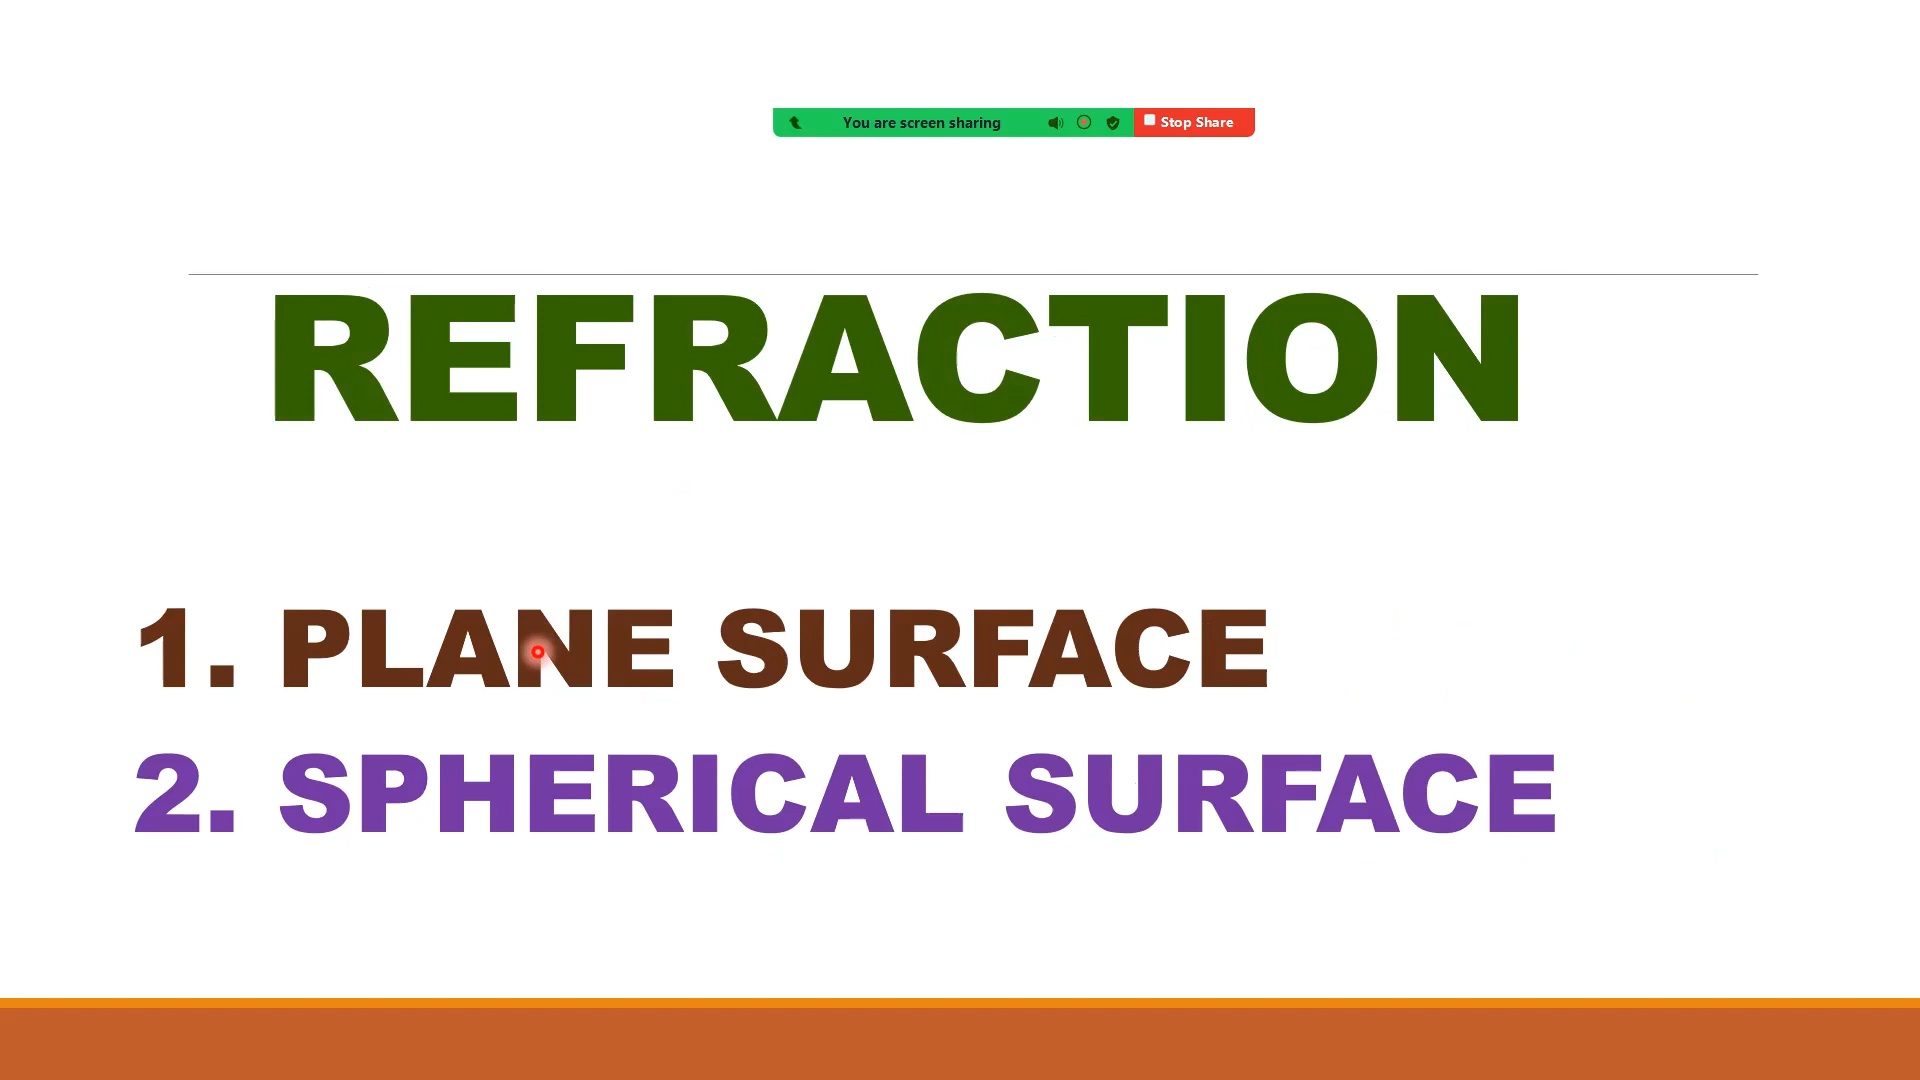 You are screen sharing
Stop Share
REFRACTION
1. PLANE SURFACE
2. SPHERICAL SURFACE